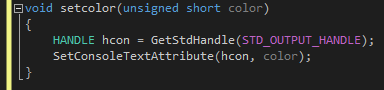 void setcolor(unsigned short color)
{
    HANDLE hcon = GetStdHandle(STD_OUTPUT_HANDLE);
    SetConsoleTextAttribute(hcon, color);
}